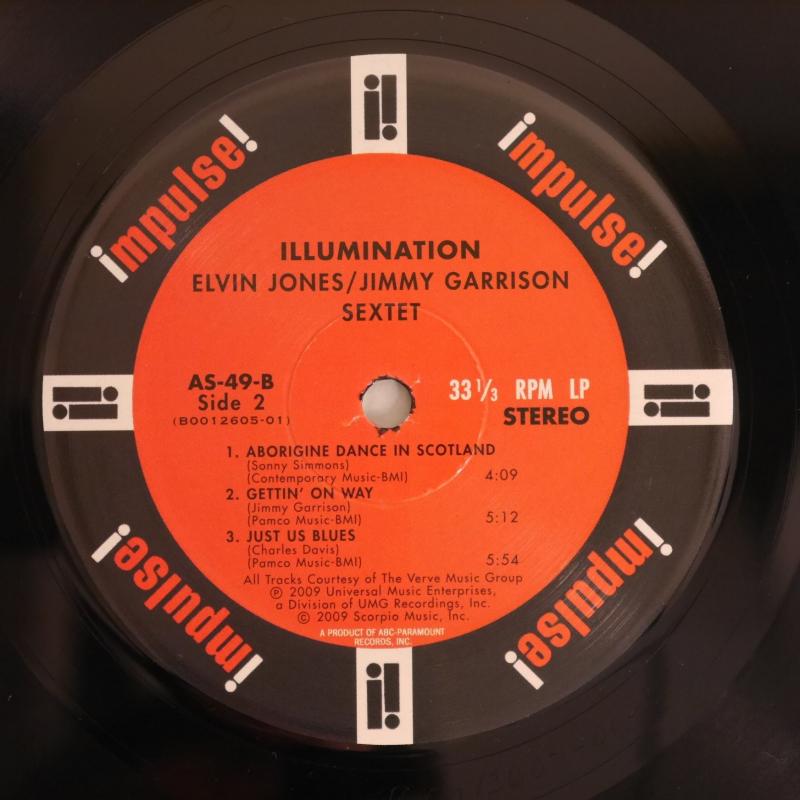 impulse!
impulse!
ILLUMINATION
ELVIN JONES/JIMMY GARRISON
SEXTET
AS-49-B
Side 2
(B0012605-01)
33 1/3 RPM LP
STEREO
1. ABORIGINE DANCE IN SCOTLAND
(Sonny Simmons)
(Contemporary Music-BMI) 4:09
2. GETTIN' ON WAY
(Jimmy Garrison)
(Pamco Music-BMI) 5:12
3. JUST US BLUES
(Charles Davis)
(Pamco Music-BMI) 5:54
All Tracks Courtesy of The Verve Music Group
℗ 2009 Universal Music Enterprises,
a Division of UMG Recordings, Inc.
© 2009 Scorpio Music, Inc.
A PRODUCT OF ABC-PARAMOUNT
RECORDS, INC.
impulse!
impulse!